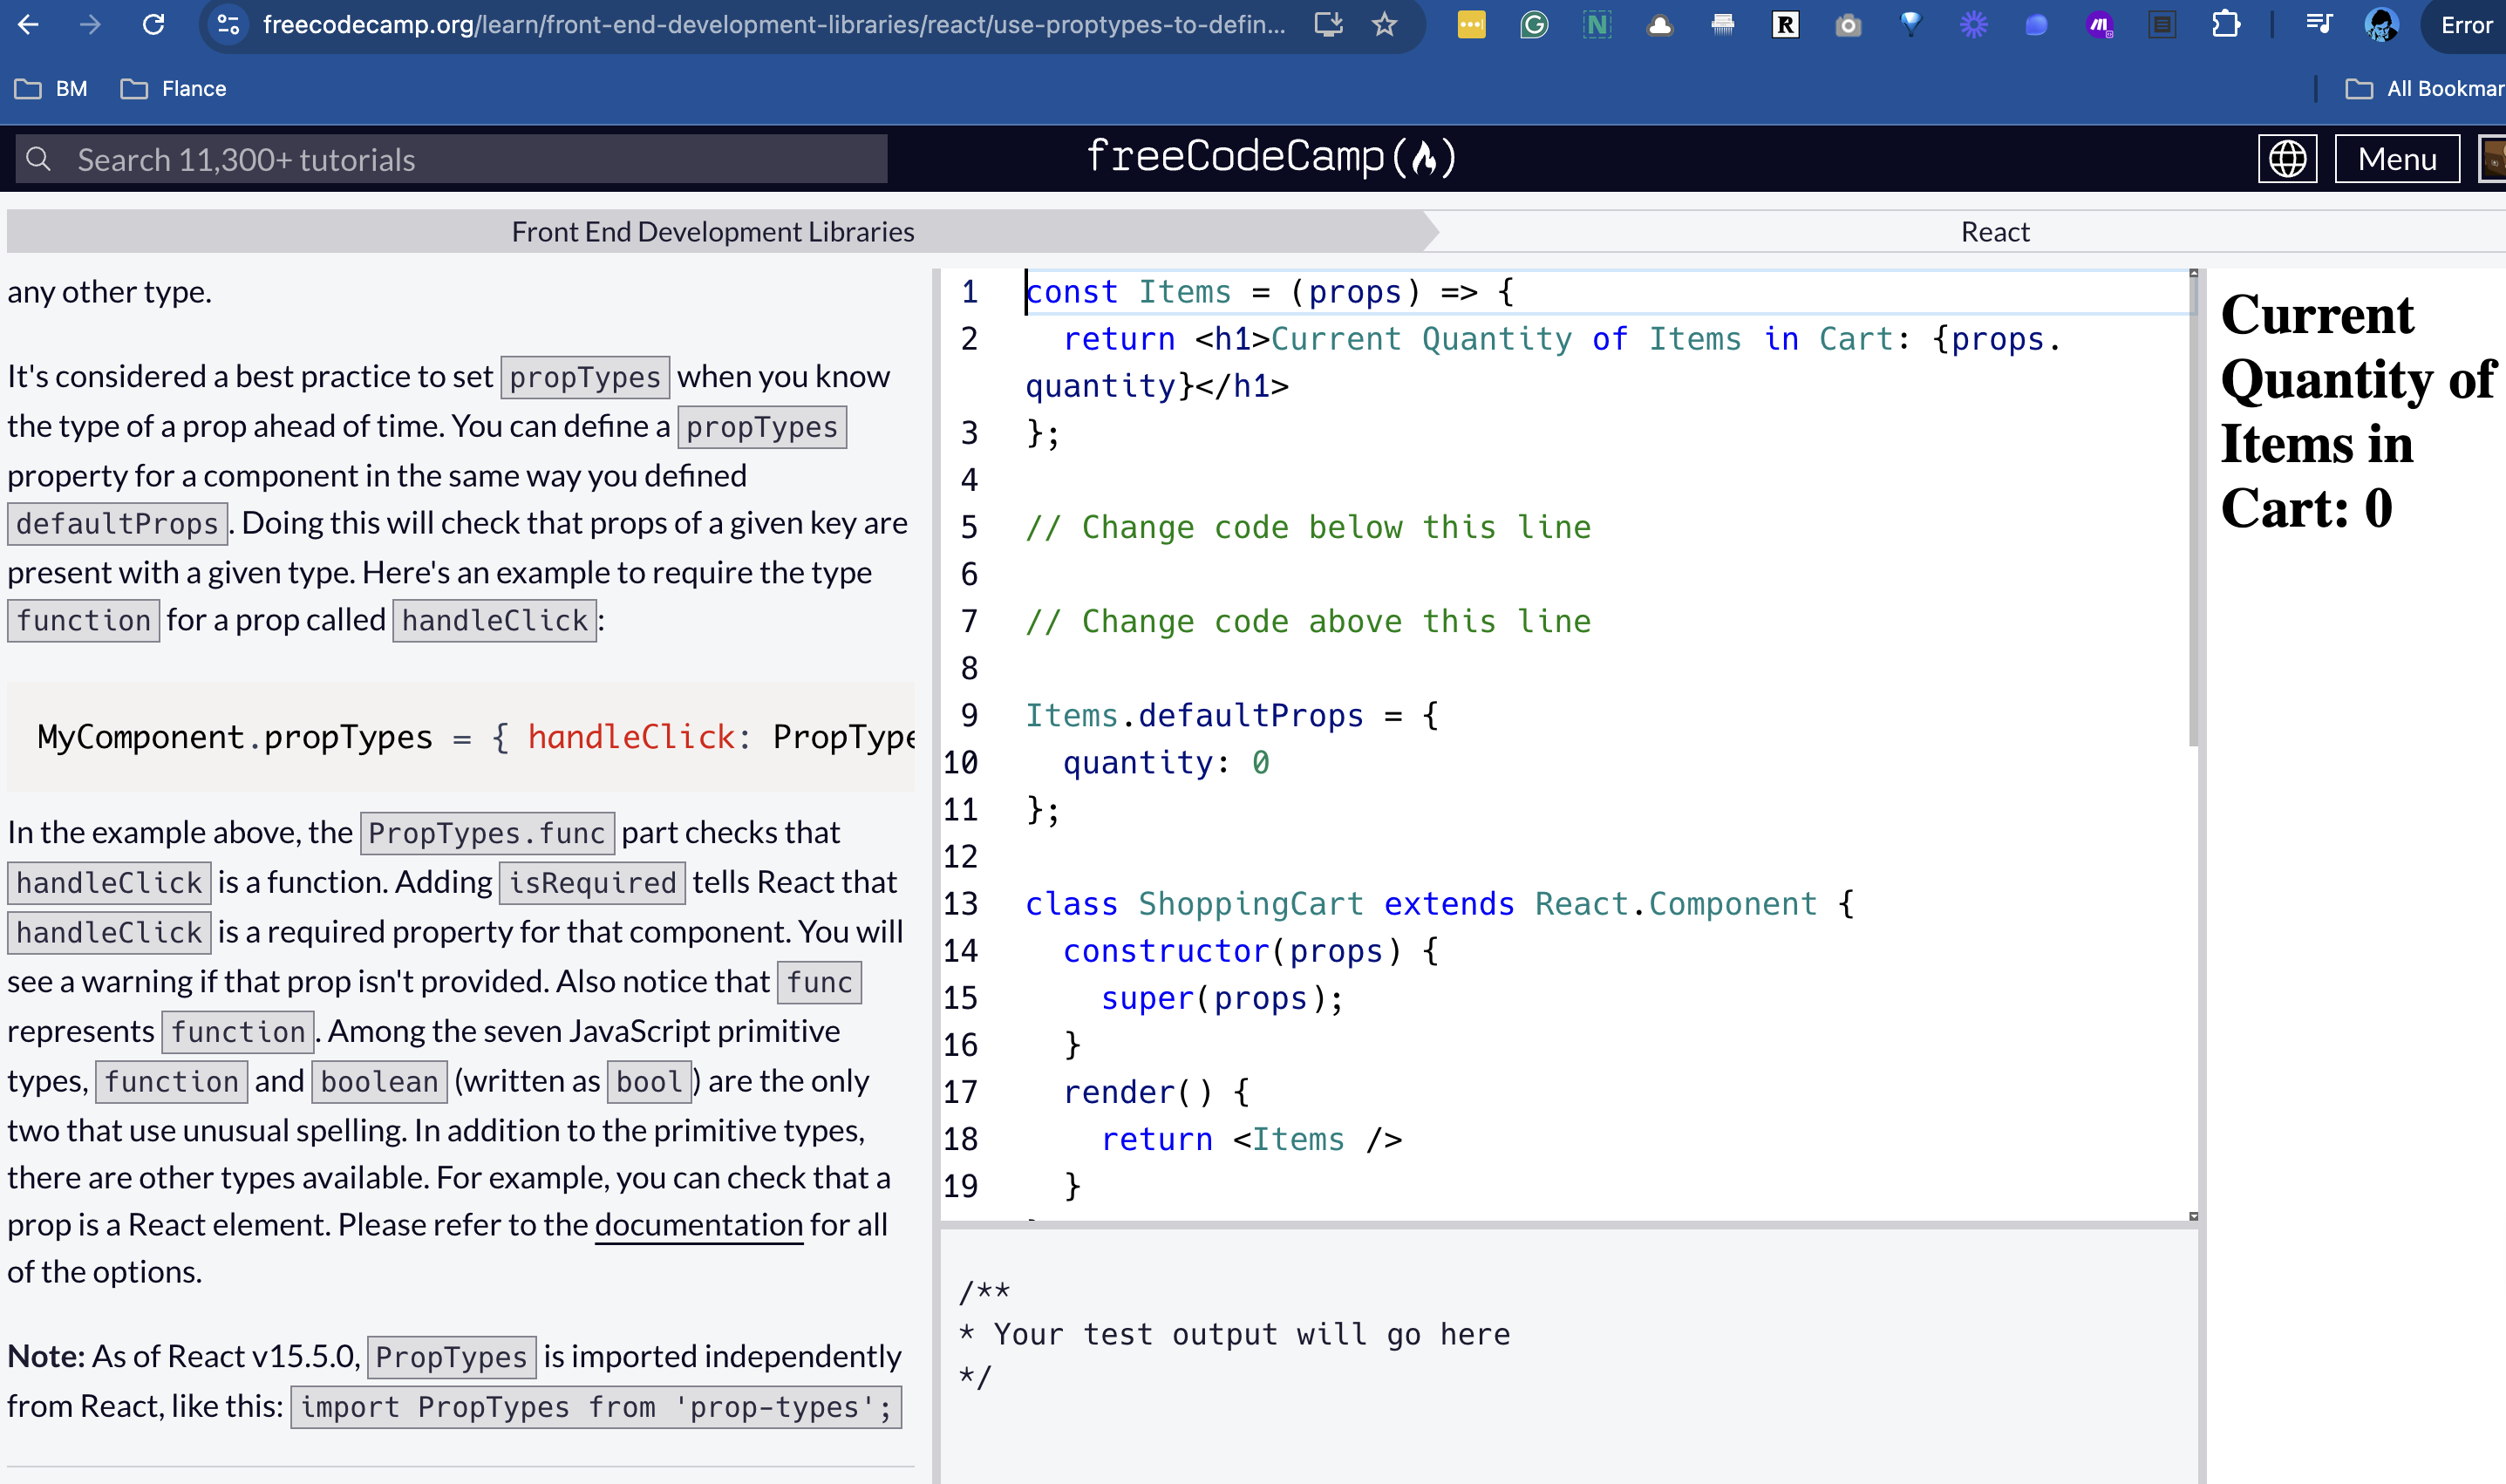 freecodecamp.org/learn/front-end-development-libraries/react/use-proptypes-to-defin...
Error
BM
Flance
All Bookmar
Search 11,300+ tutorials
freeCodeCamp
Menu
Front End Development Libraries
React
any other type.
It's considered a best practice to set propTypes when you know
the type of a prop ahead of time. You can define a propTypes
property for a component in the same way you defined
defaultProps. Doing this will check that props of a given key are
present with a given type. Here's an example to require the type
function for a prop called handleClick:
MyComponent.propTypes = { handleClick: PropType
In the example above, the PropTypes.func part checks that
handleClick is a function. Adding isRequired tells React that
handleClick is a required property for that component. You will
see a warning if that prop isn't provided. Also notice that func
represents function. Among the seven JavaScript primitive
types, function and boolean (written as bool) are the only
two that use unusual spelling. In addition to the primitive types,
there are other types available. For example, you can check that a
prop is a React element. Please refer to the documentation for all
of the options.
Note: As of React v15.5.0, PropTypes is imported independently
from React, like this: import PropTypes from 'prop-types';
1 const Items = (props) => {
2 return <h1>Current Quantity of Items in Cart: {props.
quantity}</h1>
3 };
4
5 // Change code below this line
6
7 // Change code above this line
8
9 Items.defaultProps = {
10 quantity: 0
11 };
12
13 class ShoppingCart extends React.Component {
14 constructor(props) {
15 super(props);
16 }
17 render() {
18 return <Items />
19 }
/**
* Your test output will go here
*/
Current
Quantity of
Items in
Cart: 0